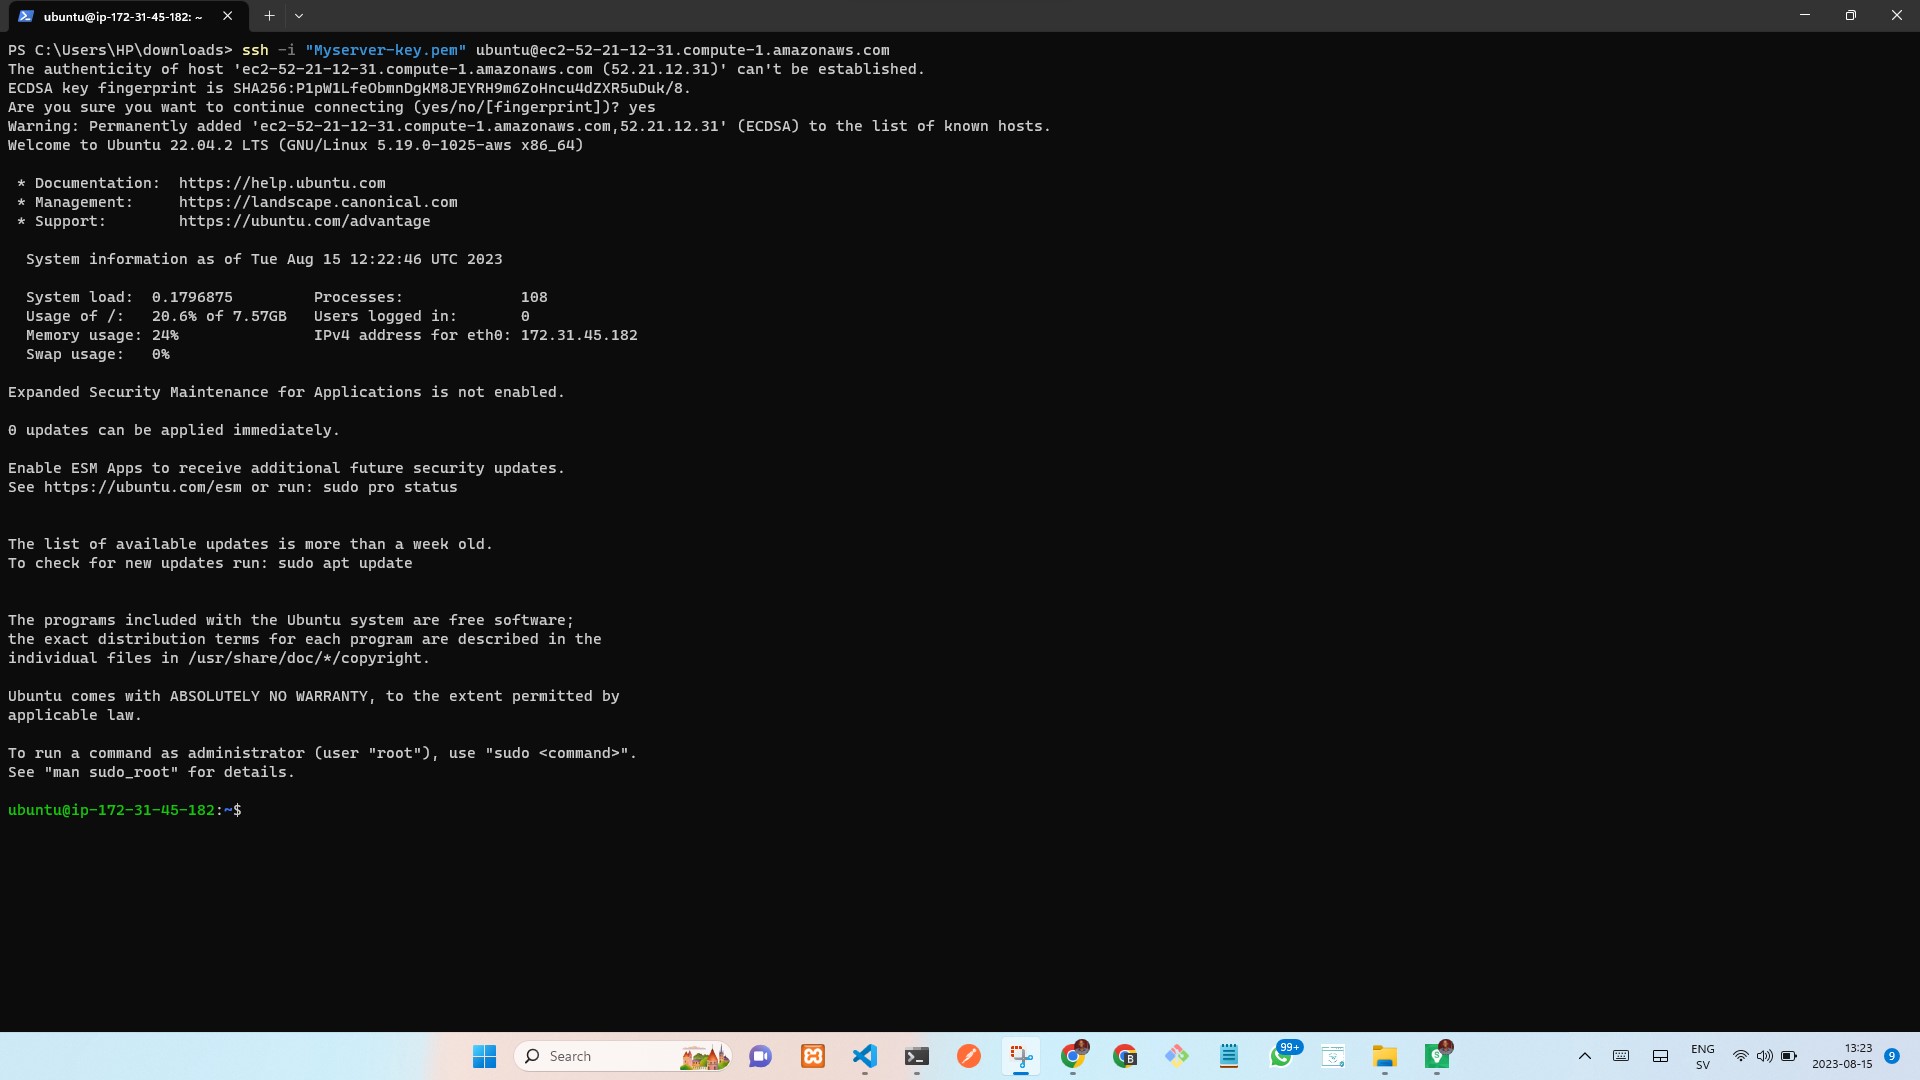 ubuntu@ip-172-31-45-182: ~
PS C:\Users\HP\downloads> ssh -i "Myserver-key.pem" ubuntu@ec2-52-21-12-31.compute-1.amazonaws.com
The authenticity of host 'ec2-52-21-12-31.compute-1.amazonaws.com (52.21.12.31)' can't be established.
ECDSA key fingerprint is SHA256:P1pW1LfeObmnDgKM8JEYRH9m6ZoHncu4dZXR5uDuk/8.
Are you sure you want to continue connecting (yes/no/[fingerprint])? yes
Warning: Permanently added 'ec2-52-21-12-31.compute-1.amazonaws.com,52.21.12.31' (ECDSA) to the list of known hosts.
Welcome to Ubuntu 22.04.2 LTS (GNU/Linux 5.19.0-1025-aws x86_64)
* Documentation:  https://help.ubuntu.com
* Management:     https://landscape.canonical.com
* Support:        https://ubuntu.com/advantage
System information as of Tue Aug 15 12:22:46 UTC 2023
System load:  0.1796875         Processes:             108
Usage of /:   20.6% of 7.57GB   Users logged in:       0
Memory usage: 24%               IPv4 address for eth0: 172.31.45.182
Swap usage:   0%
Expanded Security Maintenance for Applications is not enabled.
0 updates can be applied immediately.
Enable ESM Apps to receive additional future security updates.
See https://ubuntu.com/esm or run: sudo pro status
The list of available updates is more than a week old.
To check for new updates run: sudo apt update
The programs included with the Ubuntu system are free software;
the exact distribution terms for each program are described in the
individual files in /usr/share/doc/*/copyright.
Ubuntu comes with ABSOLUTELY NO WARRANTY, to the extent permitted by
applicable law.
To run a command as administrator (user "root"), use "sudo <command>".
See "man sudo_root" for details.
ubuntu@ip-172-31-45-182:~$
Search
B
99+
ENG
SV
13:23
2023-08-15
9